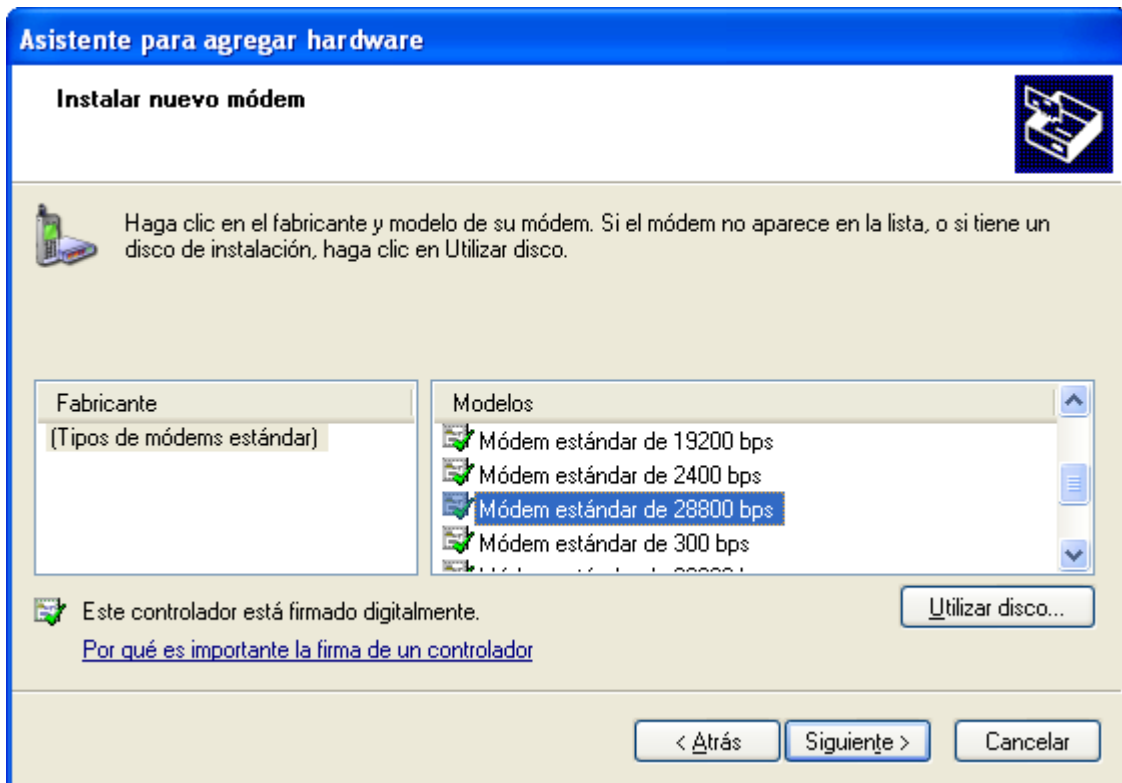 Asistente para agregar hardware
Instalar nuevo módem
Haga clic en el fabricante y modelo de su módem. Si el módem no aparece en la lista, o si tiene un
disco de instalación, haga clic en Utilizar disco.
Fabricante
(Tipos de módems estándar)
Modelos
Módem estándar de 19200 bps
Módem estándar de 2400 bps
Módem estándar de 28800 bps
Módem estándar de 300 bps
Este controlador está firmado digitalmente.
Utilizar disco...
Por qué es importante la firma de un controlador
< Atrás
Siguiente >
Cancelar